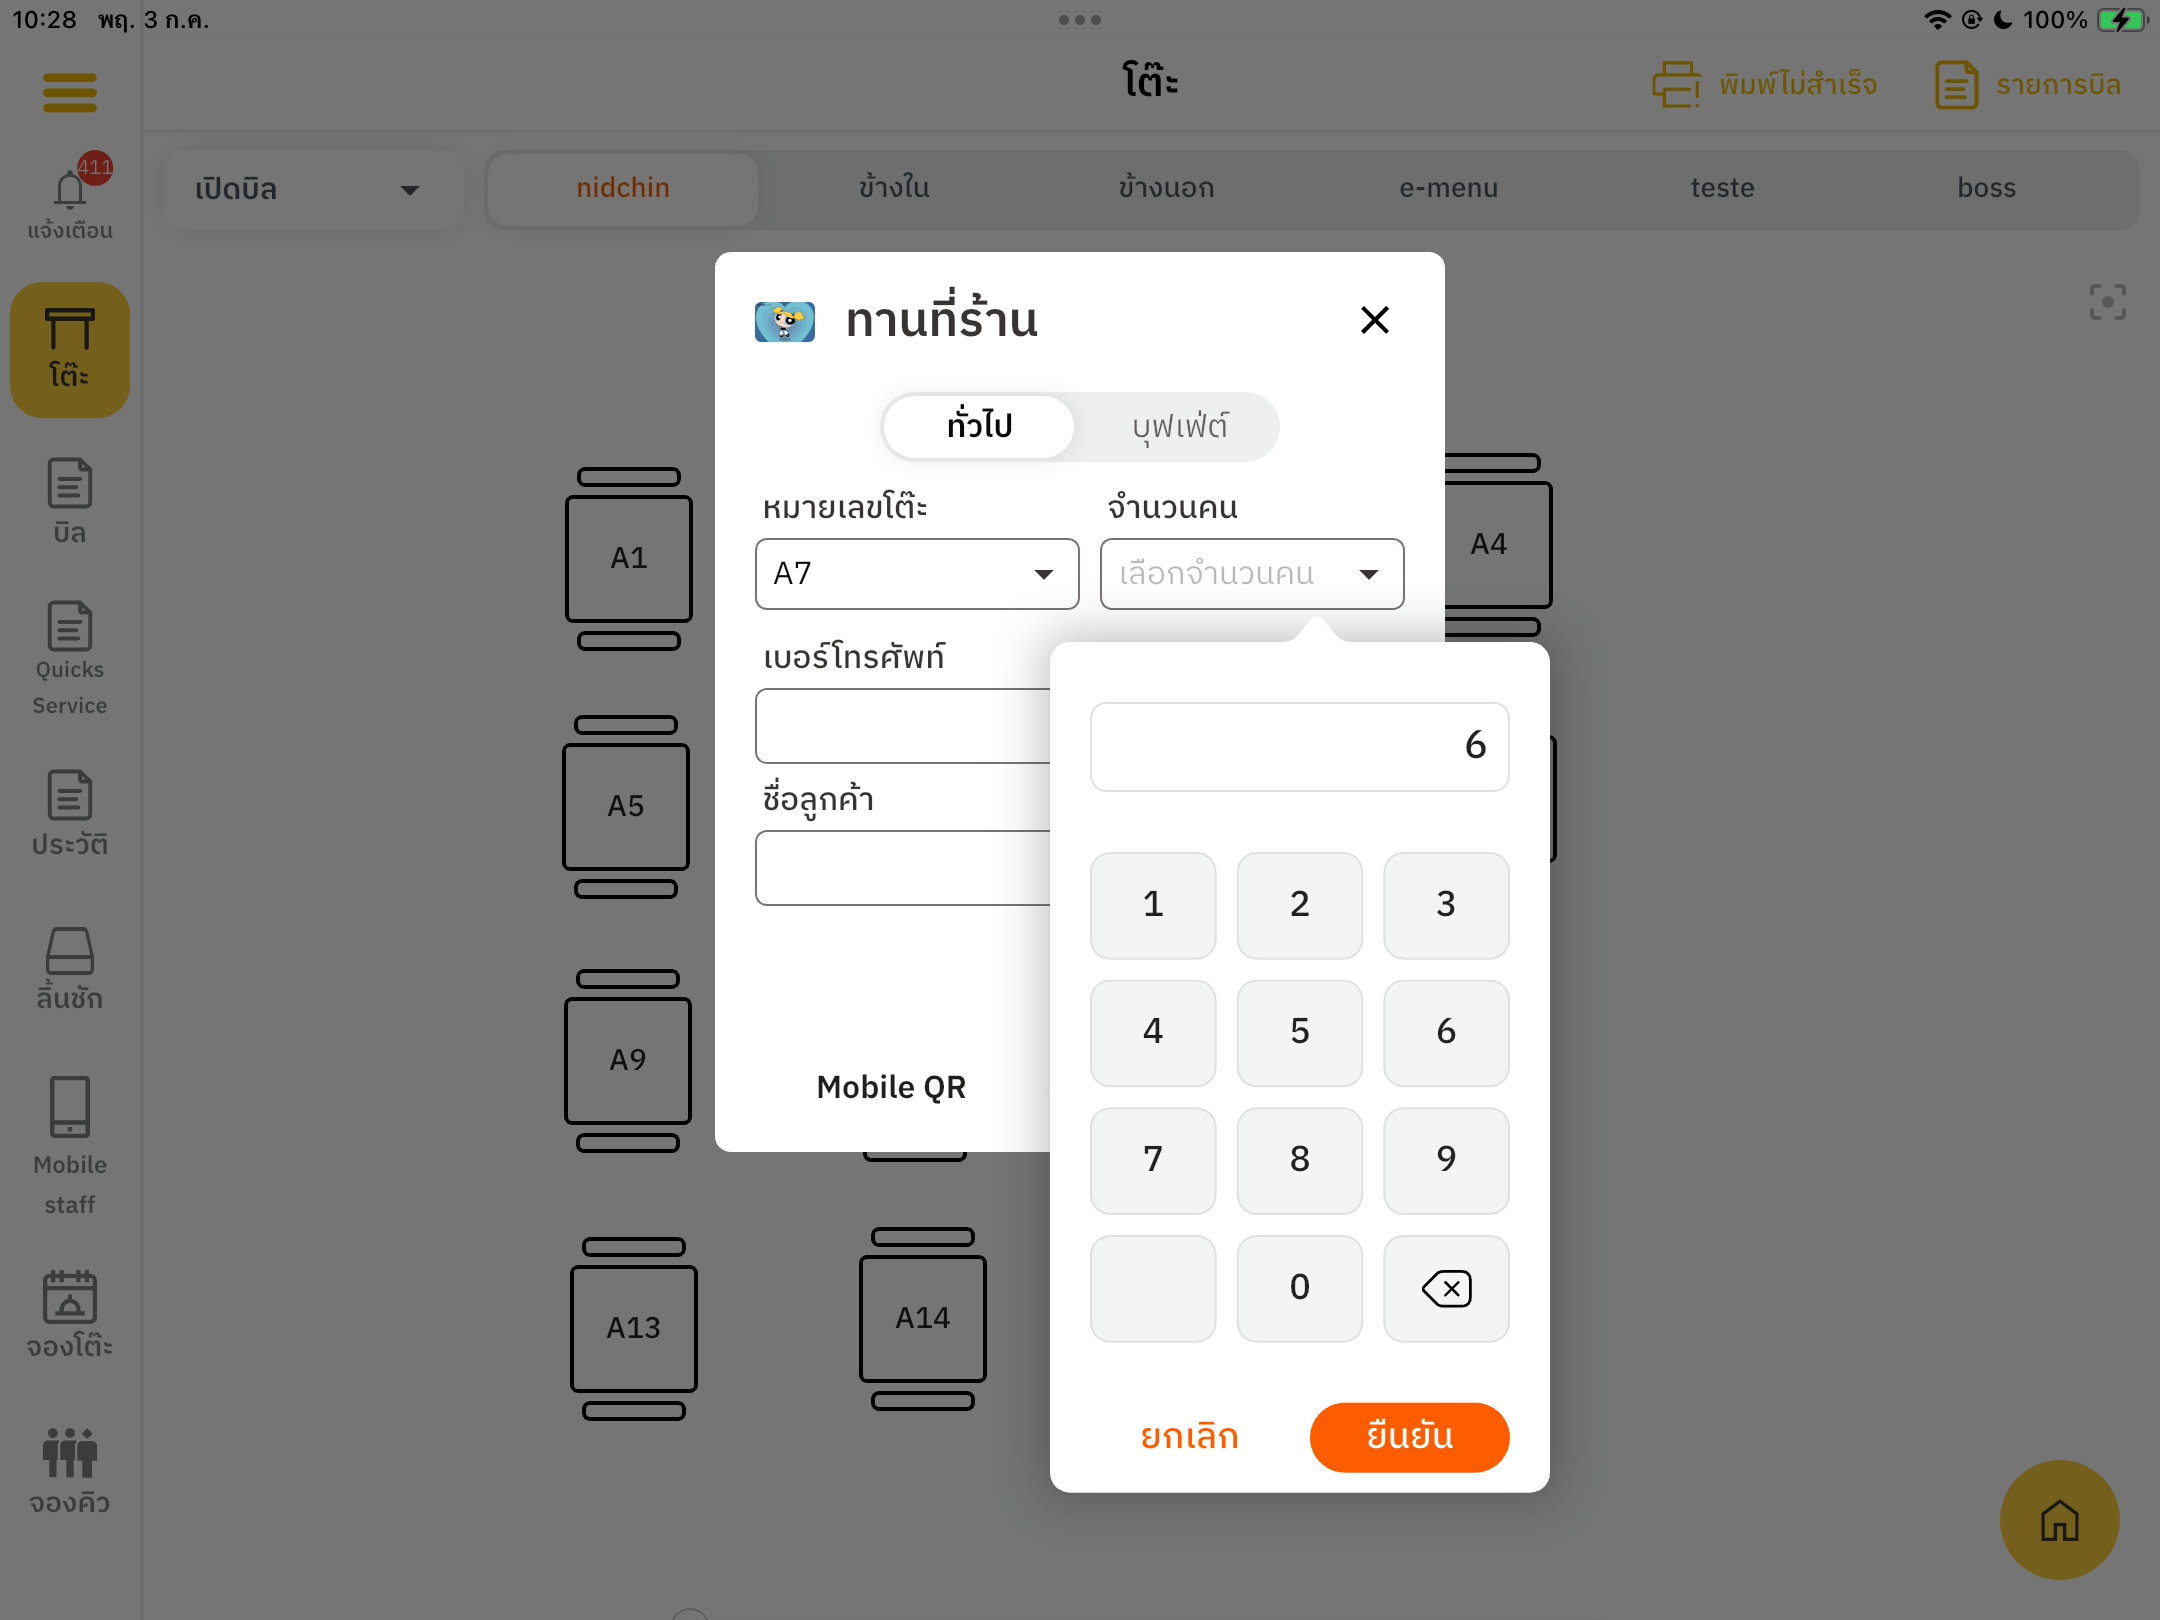 10:28 พฤ. 3 ก.ค.
100%
โต๊ะ
พิมพ์ไม่สำเร็จ
รายการบิล
411
แจ้งเตือน
เปิดบิล
nidchin
ข้างใน
ข้างนอก
e-menu
teste
boss
โต๊ะ
บิล
Quicks
Service
ประวัติ
ลิ้นชัก
Mobile
staff
จองโต๊ะ
จองคิว
ทานที่ร้าน
ทั่วไป
บุฟเฟ่ต์
หมายเลขโต๊ะ
จำนวนคน
A7
เลือกจำนวนคน
เบอร์โทรศัพท์
ชื่อลูกค้า
Mobile QR
A1
A4
A5
A9
A13
A14
6
1 2 3
4 5 6
7 8 9
0
ยกเลิก
ยืนยัน